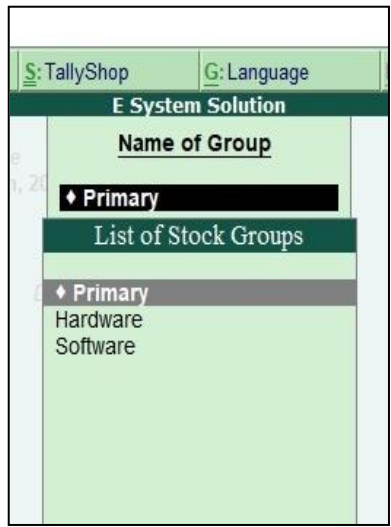 S: TallyShop G: Language
E System Solution
Name of Group
♦ Primary
List of Stock Groups
♦ Primary
Hardware
Software